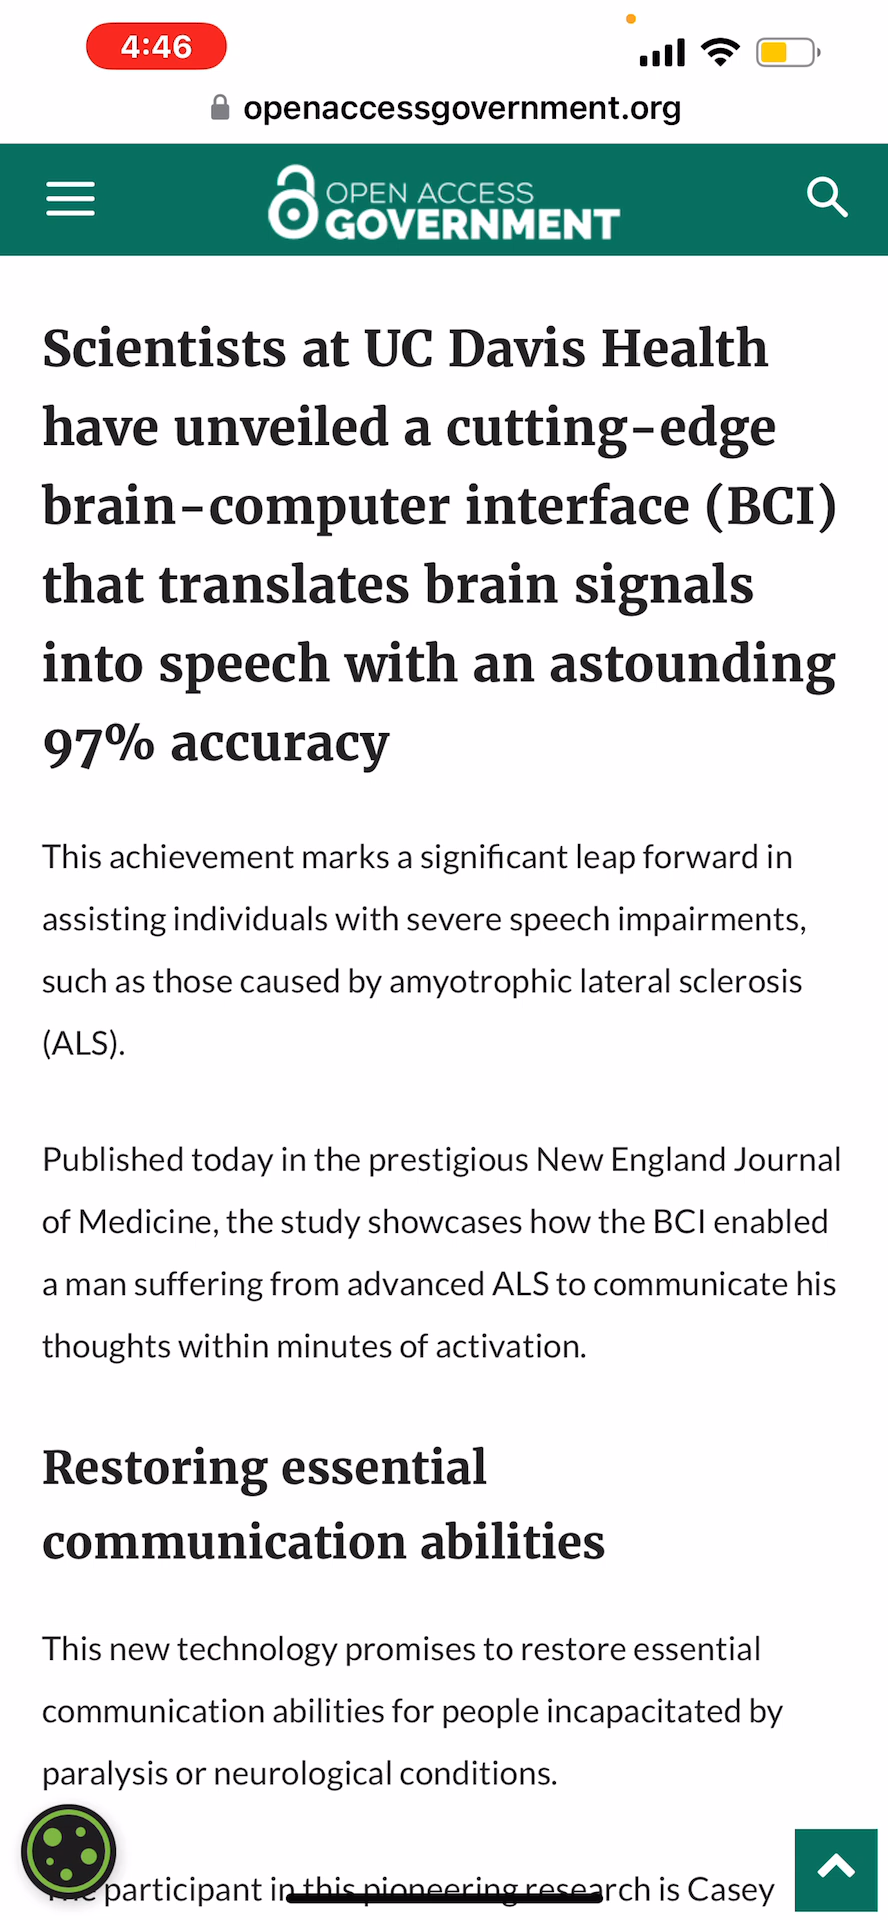 4:46
openaccessgovernment.org
OPEN ACCESS
GOVERNMENT
Scientists at UC Davis Health
have unveiled a cutting-edge
brain-computer interface (BCI)
that translates brain signals
into speech with an astounding
97% accuracy
This achievement marks a significant leap forward in
assisting individuals with severe speech impairments,
such as those caused by amyotrophic lateral sclerosis
(ALS).
Published today in the prestigious New England Journal
of Medicine, the study showcases how the BCI enabled
a man suffering from advanced ALS to communicate his
thoughts within minutes of activation.
Restoring essential
communication abilities
This new technology promises to restore essential
communication abilities for people incapacitated by
paralysis or neurological conditions.
participant in this pioneering research is Casey